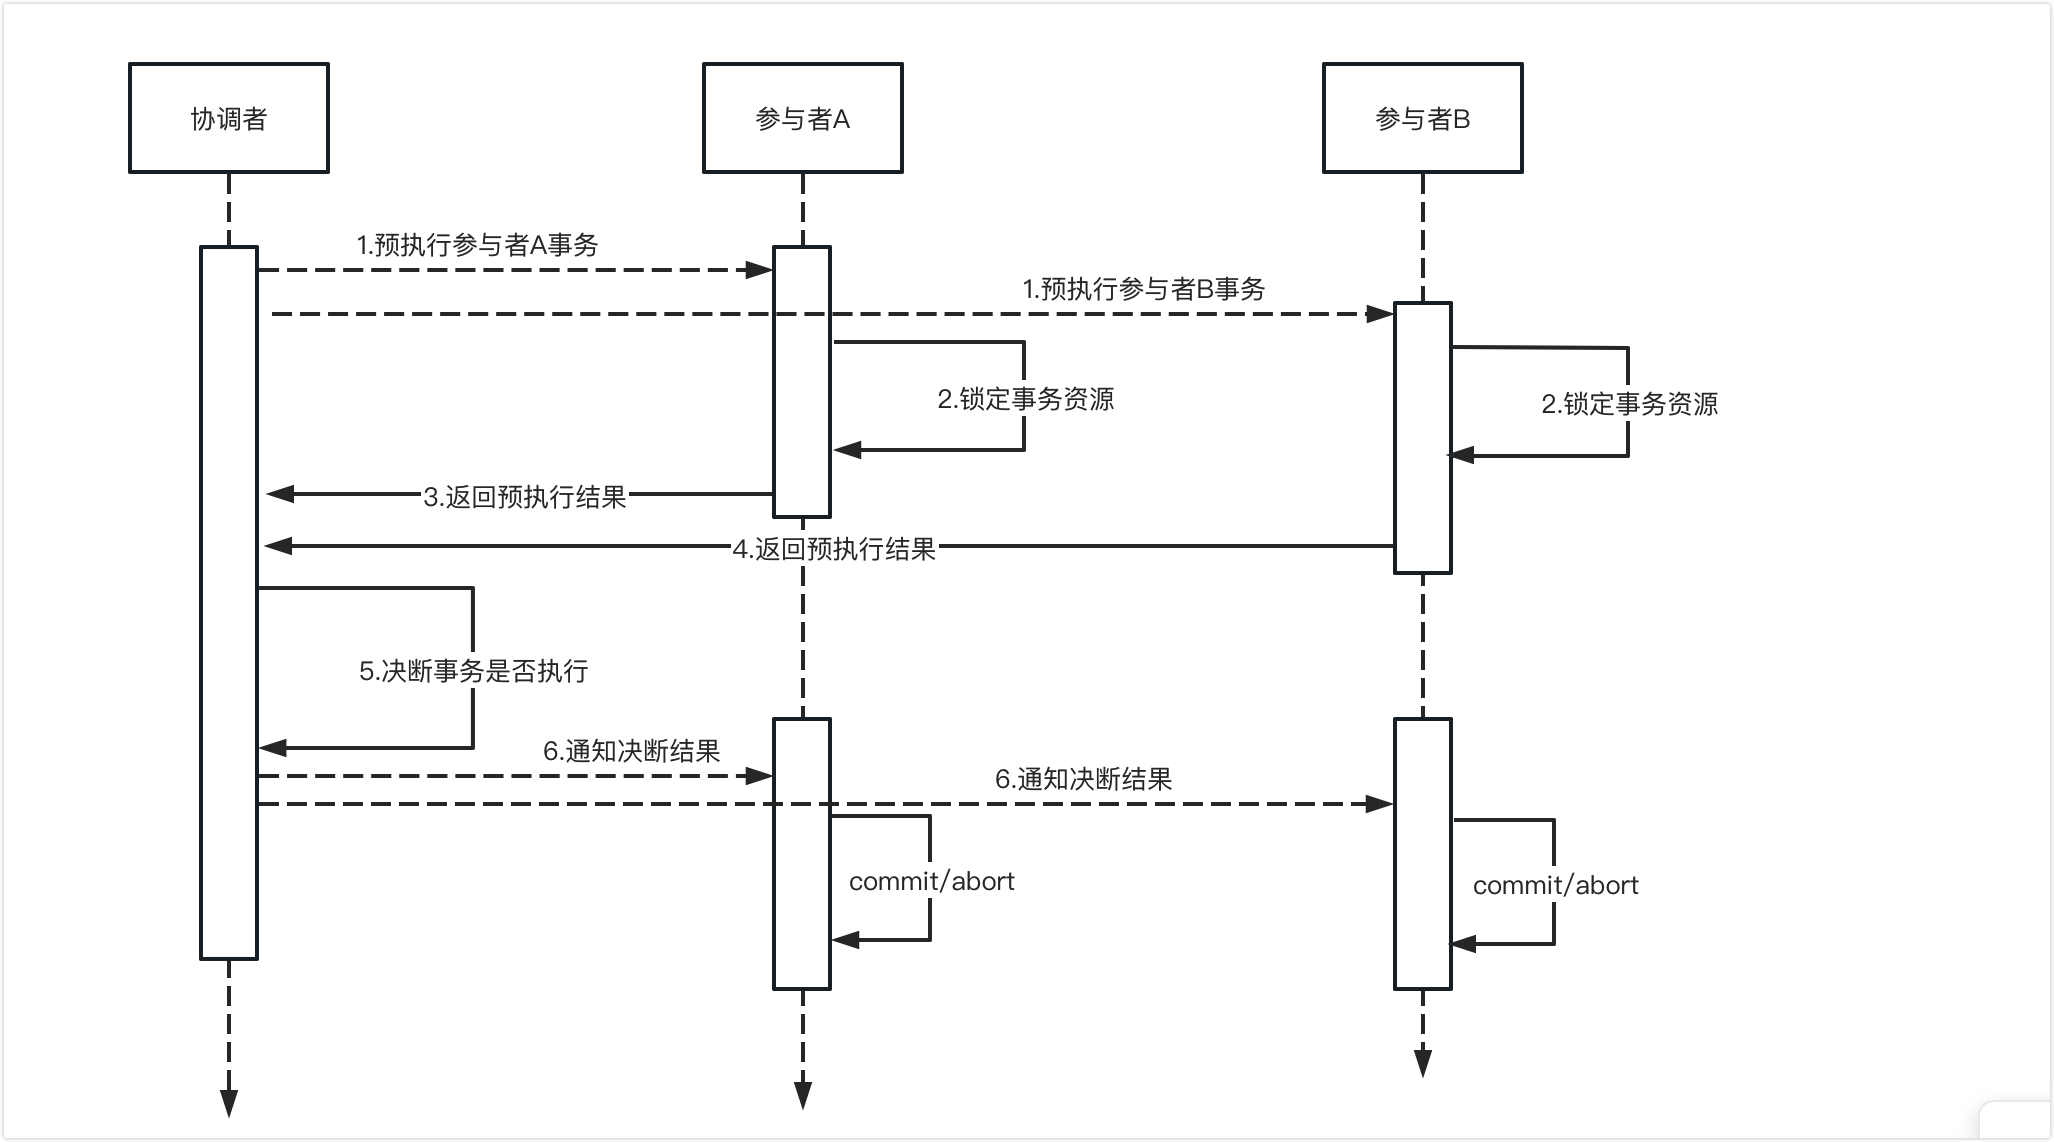 协调者
参与者A
参与者B
1.预执行参与者A事务
1.预执行参与者B事务
2.锁定事务资源
2.锁定事务资源
3.返回预执行结果
4.返回预执行结果
5.决断事务是否执行
6.通知决断结果
6.通知决断结果
commit/abort
commit/abort